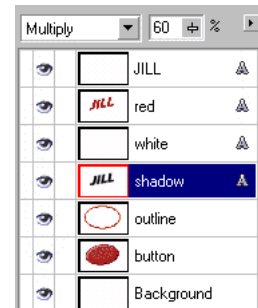 Multiply 60 %
JILL A
JILL red A
white A
JILL shadow A
outline
button
Background